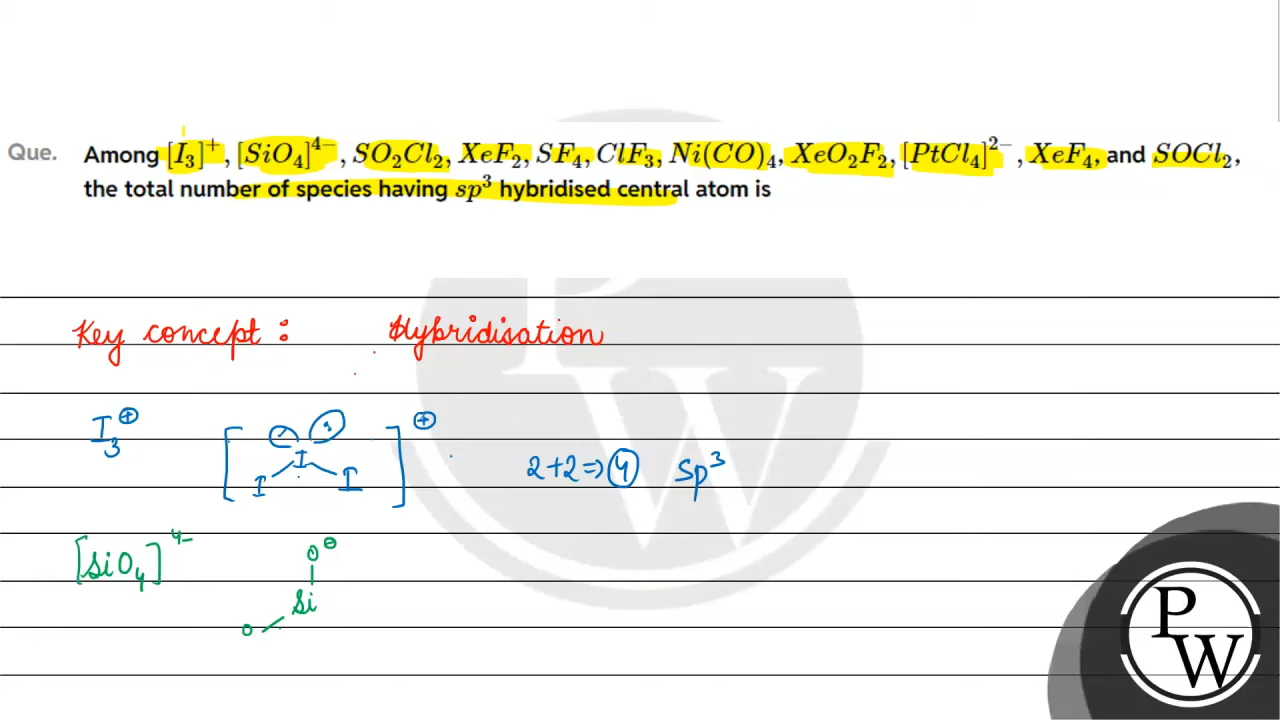 Que. Among [I₃]⁺, [SiO₄]⁴⁻, SO₂Cl₂, XeF₂, SF₄, ClF₃, Ni(CO)₄, XeO₂F₂, [PtCl₄]²⁻, XeF₄, and SOCl₂,
the total number of species having sp³ hybridised central atom is
Key concept : Hybridisation
I₃⊕ [I I I]⊕ 2+2=>4 Sp³
[SiO₄]⁴⁻ O⊖
Si
O
P
W
PW